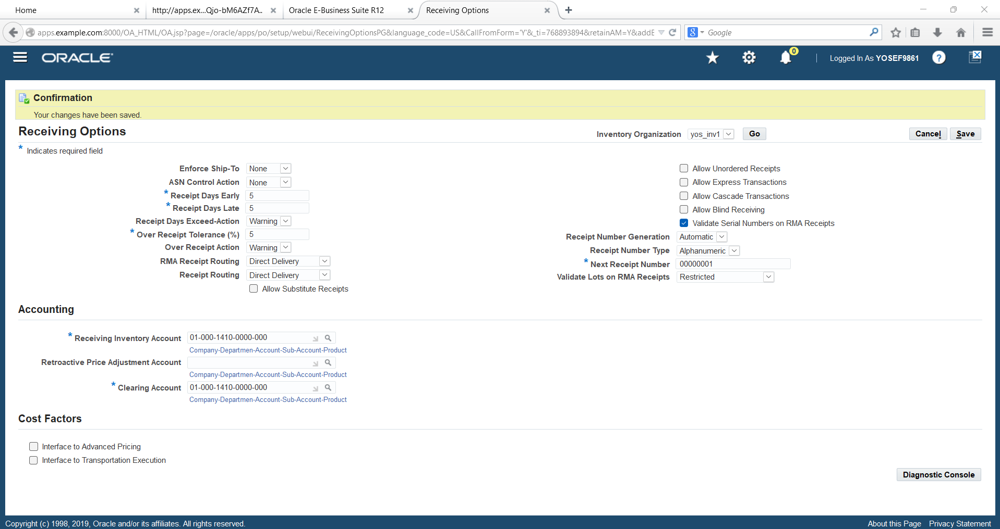 Home
http://apps.ex...Qjo-bM6AZf7A..
Oracle E-Business Suite R12
Receiving Options
apps.example.com:8000/OA_HTML/OA.jsp?page=/oracle/apps/po/setup/webui/ReceivingOptionsPG&language_code=US&CallFromForm='Y'&_ti=768893894&retainAM=Y&addE
8 Google
ORACLE
0
Logged In As YOSEF9861
?
Confirmation
Your changes have been saved.
Receiving Options
Inventory Organization yos_inv1 Go
Cancel Save
* Indicates required field
Enforce Ship-To None
ASN Control Action None
* Receipt Days Early 5
* Receipt Days Late 5
Receipt Days Exceed-Action Warning
* Over Receipt Tolerance (%) 5
Over Receipt Action Warning
RMA Receipt Routing Direct Delivery
Receipt Routing Direct Delivery
Allow Substitute Receipts
Allow Unordered Receipts
Allow Express Transactions
Allow Cascade Transactions
Allow Blind Receiving
Validate Serial Numbers on RMA Receipts
Receipt Number Generation Automatic
Receipt Number Type Alphanumeric
* Next Receipt Number 00000001
Validate Lots on RMA Receipts Restricted
Accounting
* Receiving Inventory Account 01-000-1410-0000-000
Company-Departmen-Account-Sub-Account-Product
Retroactive Price Adjustment Account
Company-Departmen-Account-Sub-Account-Product
* Clearing Account 01-000-1410-0000-000
Company-Departmen-Account-Sub-Account-Product
Cost Factors
Interface to Advanced Pricing
Interface to Transportation Execution
Diagnostic Console
Copyright (c) 1998, 2019, Oracle and/or its affiliates. All rights reserved.
About this Page Privacy Statement